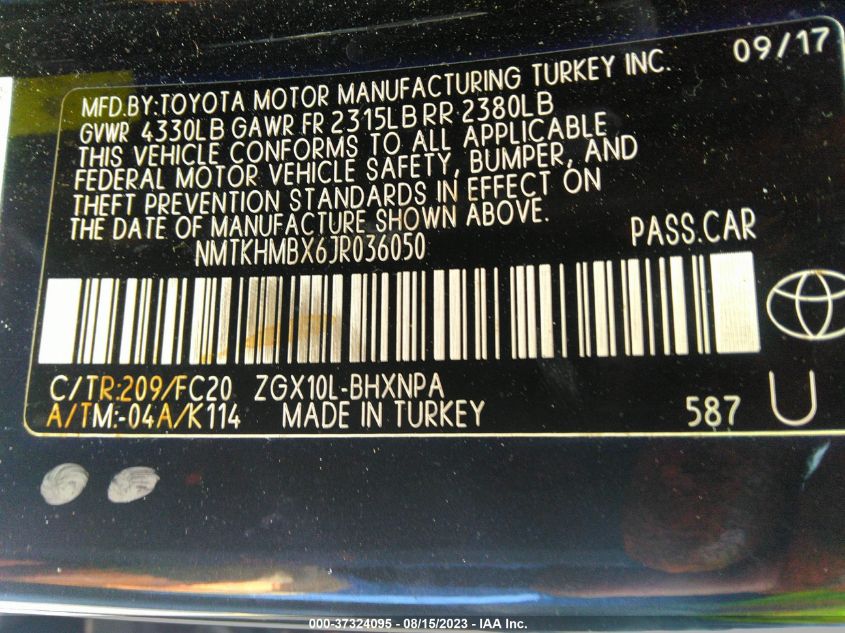 09/17
MFD.BY:TOYOTA MOTOR MANUFACTURING TURKEY INC.
GVWR 4330LB GAWR FR 2315LB RR 2380LB
THIS VEHICLE CONFORMS TO ALL APPLICABLE
FEDERAL MOTOR VEHICLE SAFETY, BUMPER, AND
THEFT PREVENTION STANDARDS IN EFFECT ON
THE DATE OF MANUFACTURE SHOWN ABOVE.
NMTKHMBX6JR036050 PASS.CAR
C/TR:209/FC20 ZGX10L-BHXNPA
A/TM:-04A/K114 MADE IN TURKEY 587 U
000-37324095 - 08/15/2023 - IAA Inc.